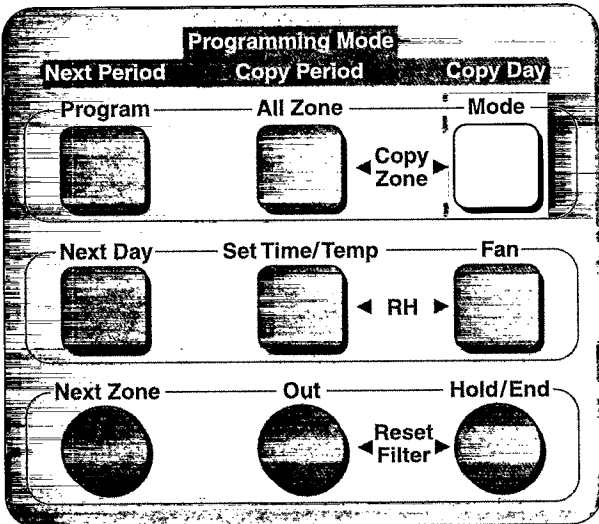 Programming Mode
Next Period Copy Period Copy Day
Program All Zone Mode
Copy
Zone
Next Day Set Time/Temp Fan
RH
Next Zone Out Hold/End
Reset
Filter